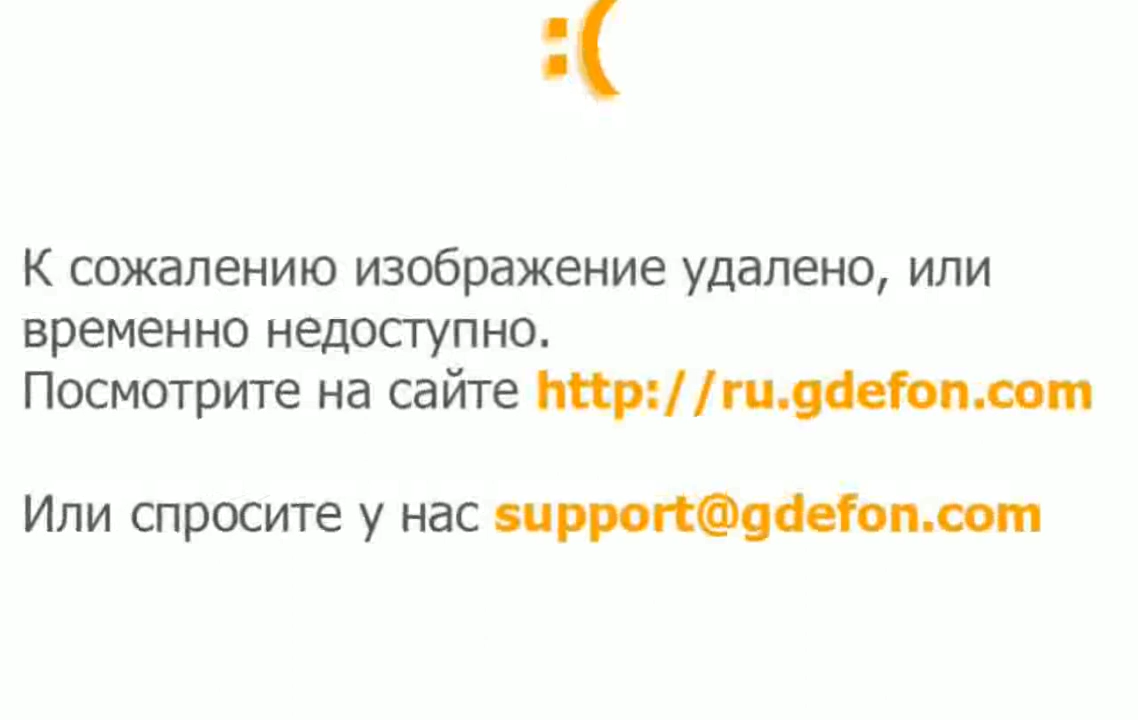 :(
К сожалению изображение удалено, или
временно недоступно.
Посмотрите на сайте http://ru.gdefon.com
Или спросите у нас support@gdefon.com